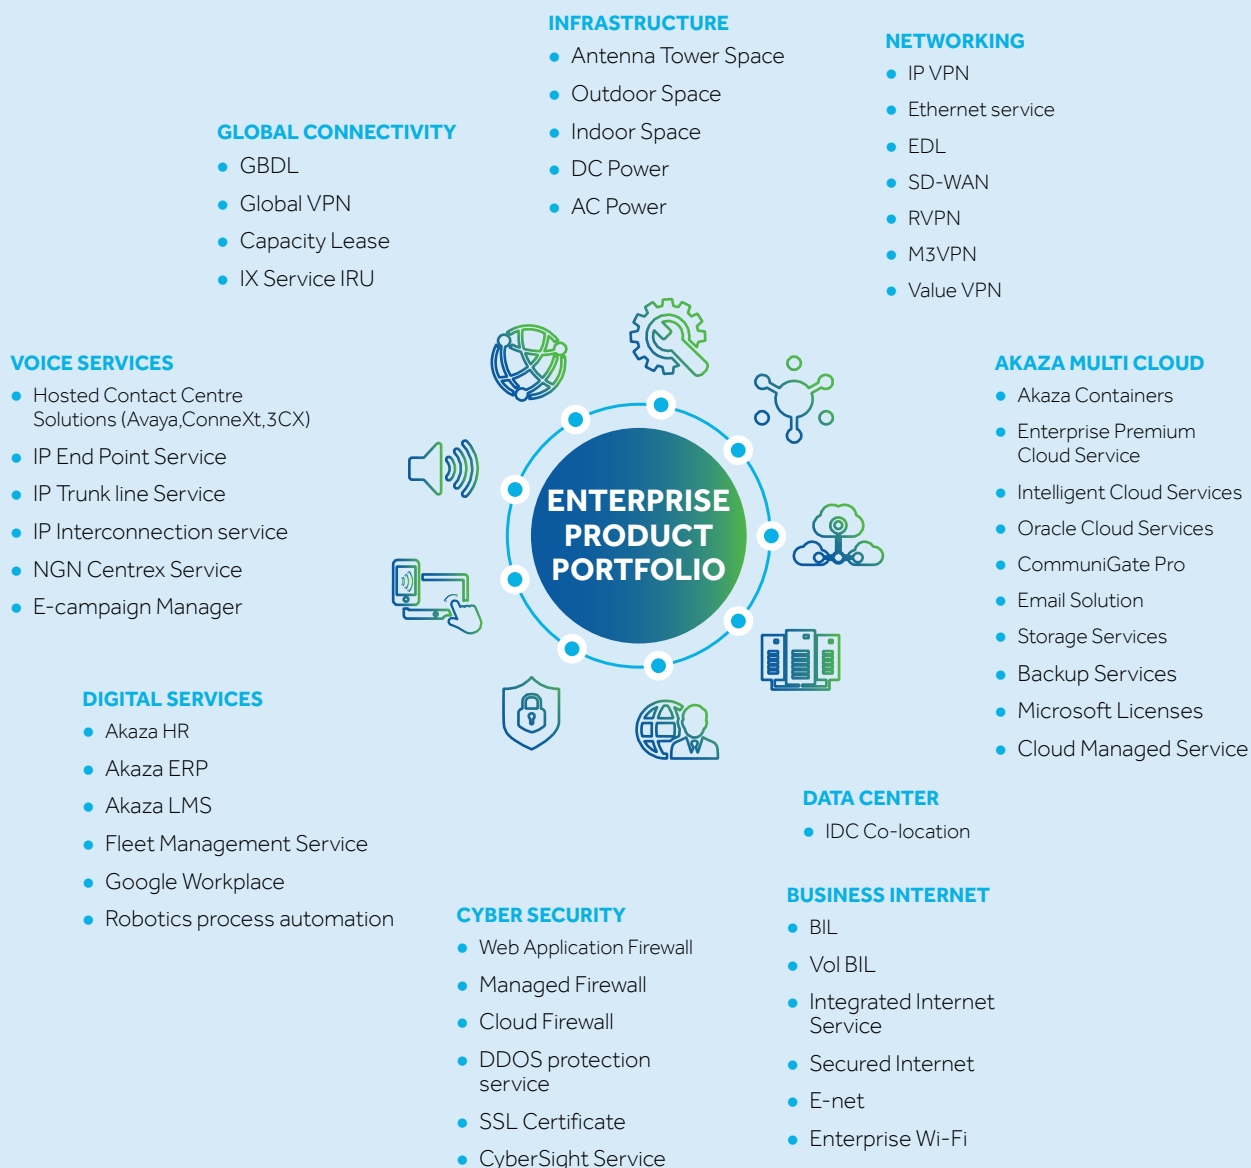 INFRASTRUCTURE
Antenna Tower Space
Outdoor Space
Indoor Space
DC Power
AC Power
NETWORKING
IP VPN
Ethernet service
EDL
SD-WAN
RVPN
M3VPN
Value VPN
GLOBAL CONNECTIVITY
GBDL
Global VPN
Capacity Lease
IX Service IRU
VOICE SERVICES
Hosted Contact Centre
Solutions (Avaya,ConneXt,3CX)
IP End Point Service
IP Trunk line Service
IP Interconnection service
NGN Centrex Service
E-campaign Manager
ENTERPRISE
PRODUCT
PORTFOLIO
AKAZA MULTI CLOUD
Akaza Containers
Enterprise Premium
Cloud Service
Intelligent Cloud Services
Oracle Cloud Services
CommuniGate Pro
Email Solution
Storage Services
Backup Services
Microsoft Licenses
Cloud Managed Service
DIGITAL SERVICES
Akaza HR
Akaza ERP
Akaza LMS
Fleet Management Service
Google Workplace
Robotics process automation
DATA CENTER
IDC Co-location
CYBER SECURITY
Web Application Firewall
Managed Firewall
Cloud Firewall
DDOS protection
service
SSL Certificate
CyberSight Service
BUSINESS INTERNET
BIL
Vol BIL
Integrated Internet
Service
Secured Internet
E-net
Enterprise Wi-Fi